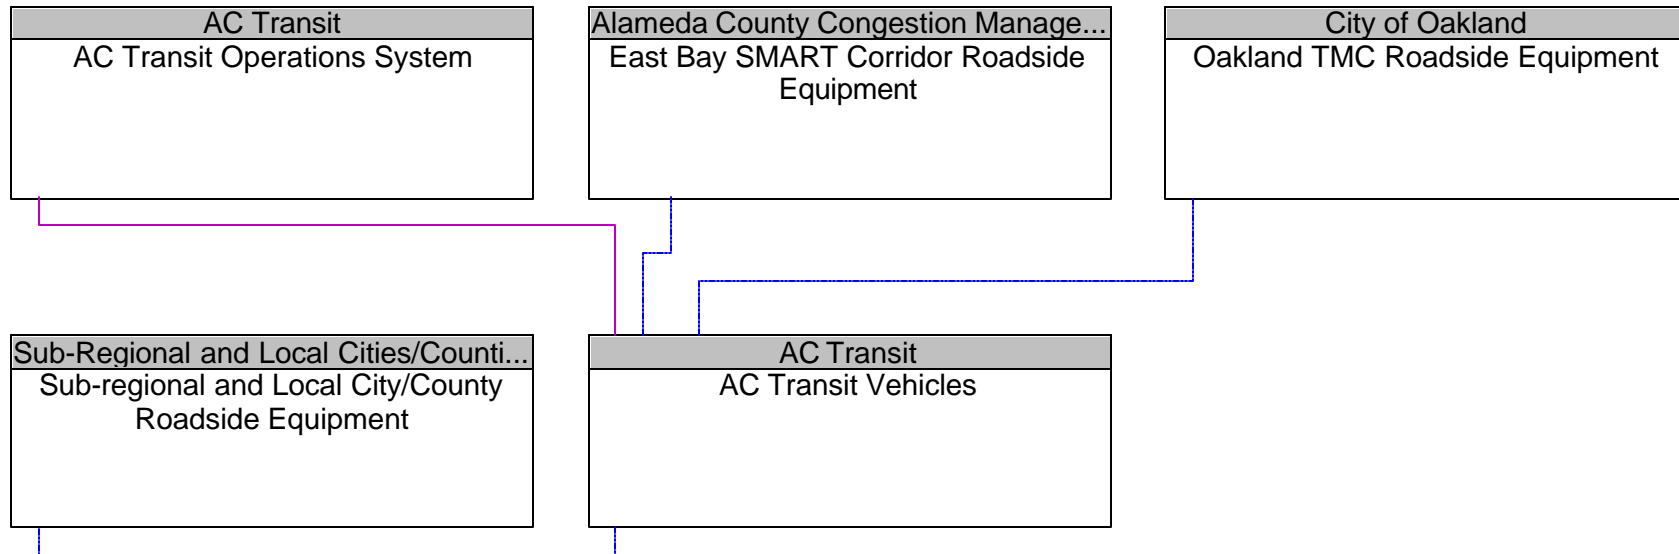 AC Transit
AC Transit Operations System
Alameda County Congestion Manage...
East Bay SMART Corridor Roadside
Equipment
City of Oakland
Oakland TMC Roadside Equipment
Sub-Regional and Local Cities/Counti...
Sub-regional and Local City/County
Roadside Equipment
AC Transit
AC Transit Vehicles